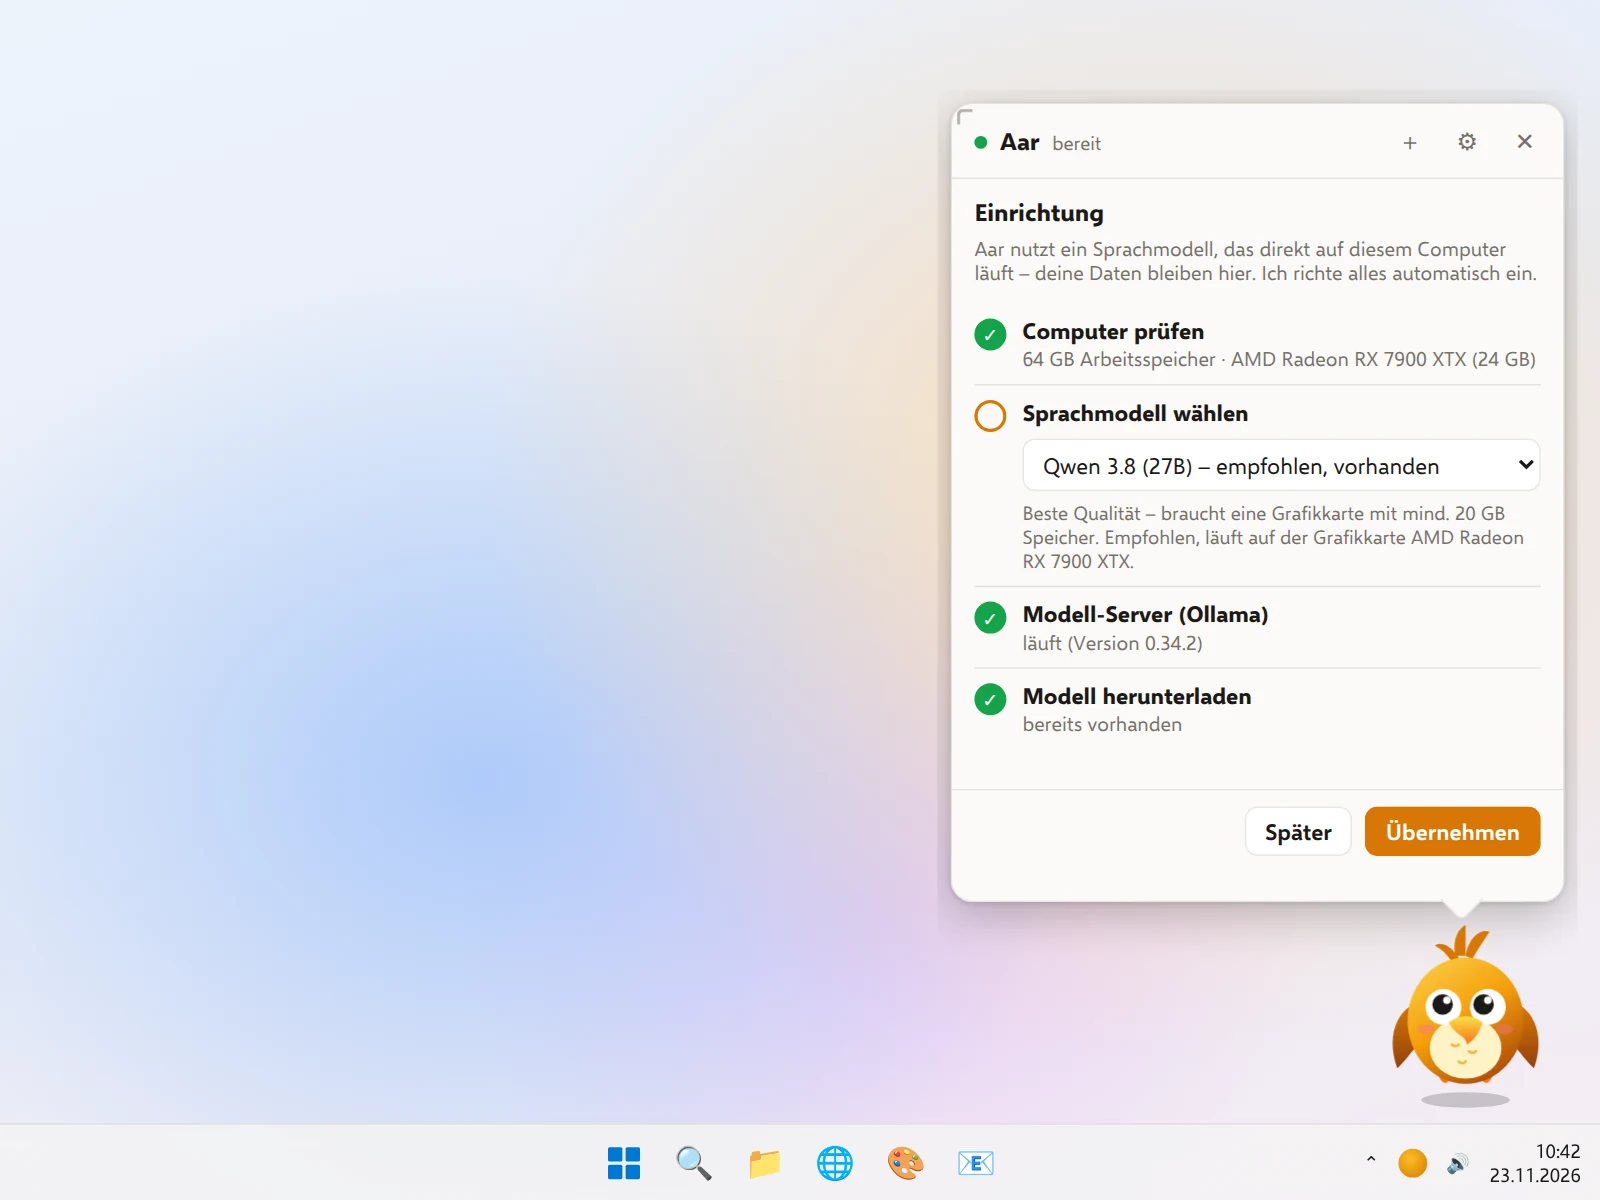 Aar bereit
Einrichtung
Aar nutzt ein Sprachmodell, das direkt auf diesem Computer
läuft – deine Daten bleiben hier. Ich richte alles automatisch ein.
Computer prüfen
64 GB Arbeitsspeicher · AMD Radeon RX 7900 XTX (24 GB)
Sprachmodell wählen
Qwen 3.8 (27B) – empfohlen, vorhanden
Beste Qualität – braucht eine Grafikkarte mit mind. 20 GB
Speicher. Empfohlen, läuft auf der Grafikkarte AMD Radeon
RX 7900 XTX.
Modell-Server (Ollama)
läuft (Version 0.34.2)
Modell herunterladen
bereits vorhanden
Später
Übernehmen
10:42
23.11.2026